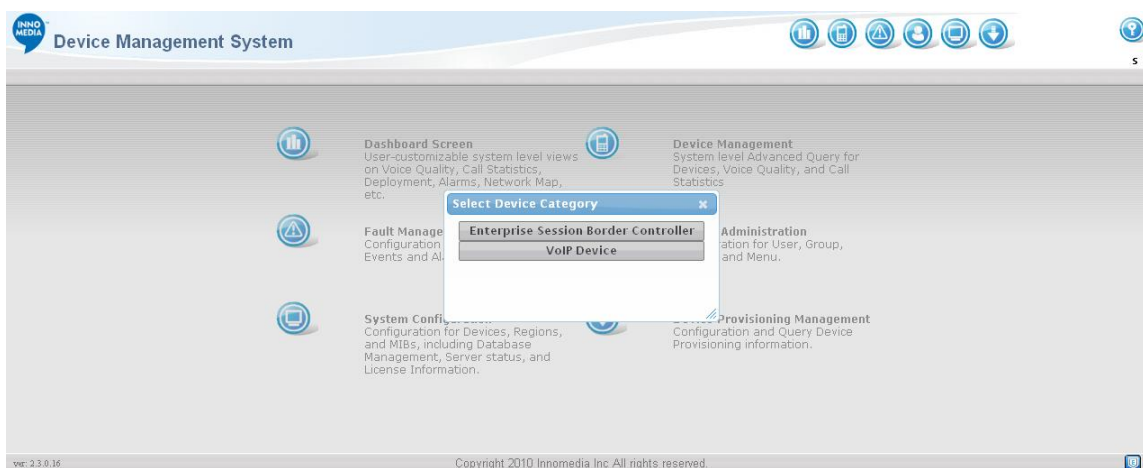 INNO
MEDIA
Device Management System
S
Dashboard Screen
User-customizable system level views
on Voice Quality, Call Statistics,
Deployment, Alarms, Network Map,
etc.
Device Management
System level Advanced Query for
Devices, Voice Quality, and Call
Statistics
Select Device Category
Enterprise Session Border Controller
VoIP Device
Fault Manage
Configuration
Events and Al
Administration
ation for User, Group,
and Menu.
System Config
Configuration for Devices, Regions,
and MIBs, including Database
Management, Server status, and
License Information.
Provisioning Management
Configuration and Query Device
Provisioning information.
ver: 2.3.0.16
Copyright 2010 Innomedia Inc All rights reserved.